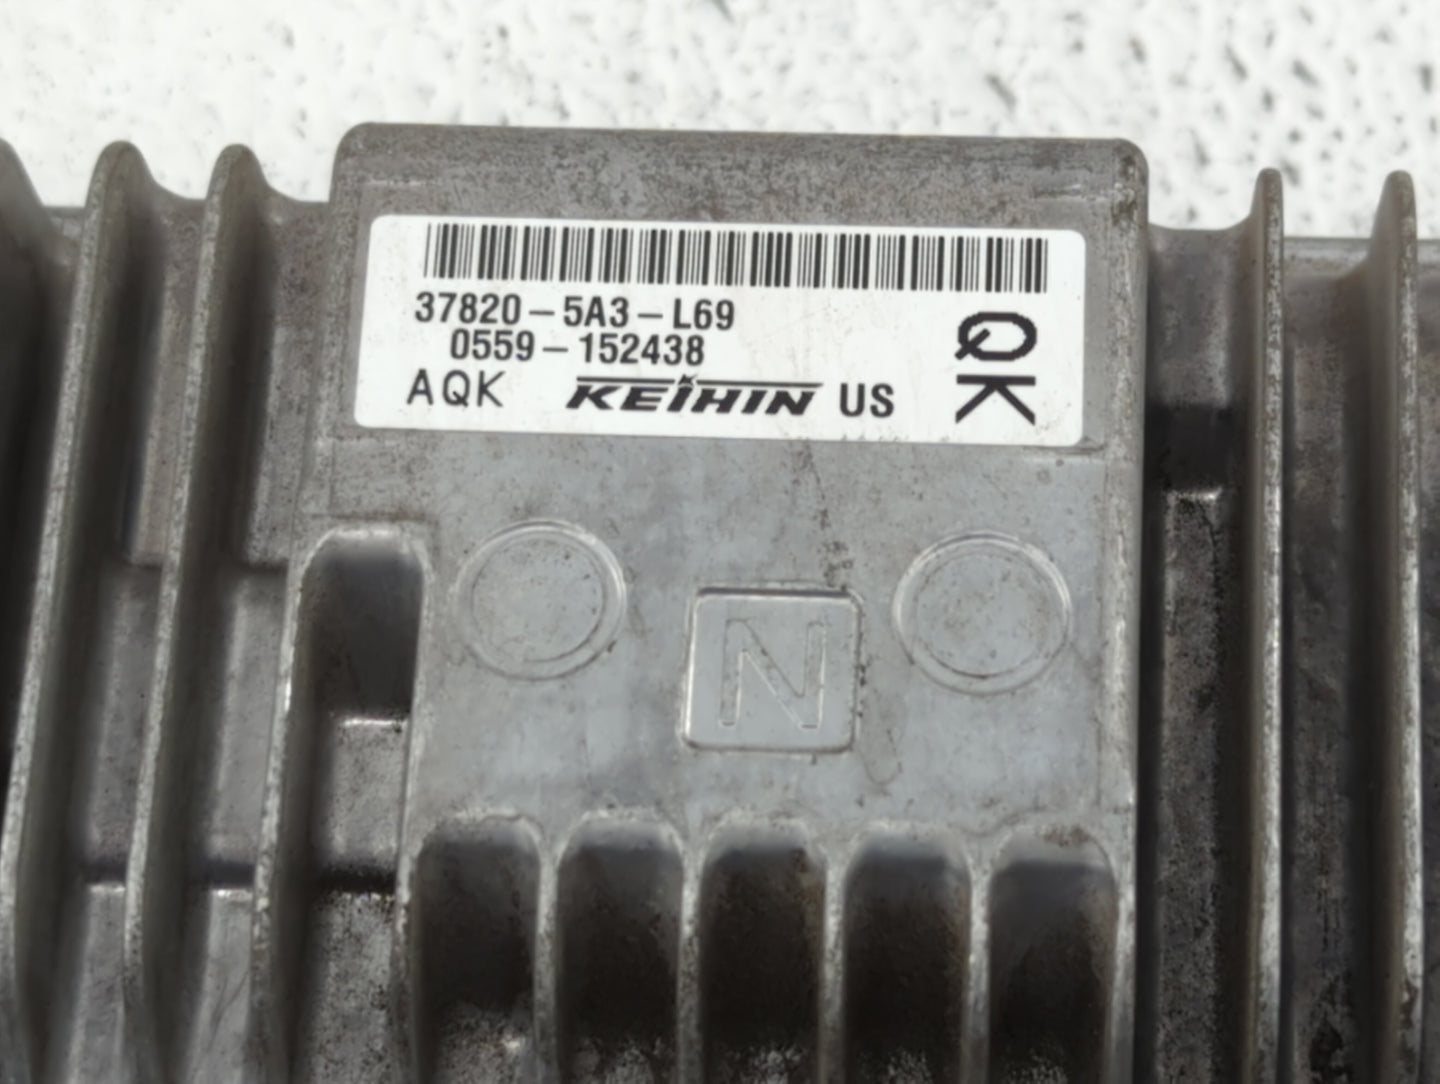 37820-5A3-L69
0559-152438
AQK KEIHIN US
QK
N